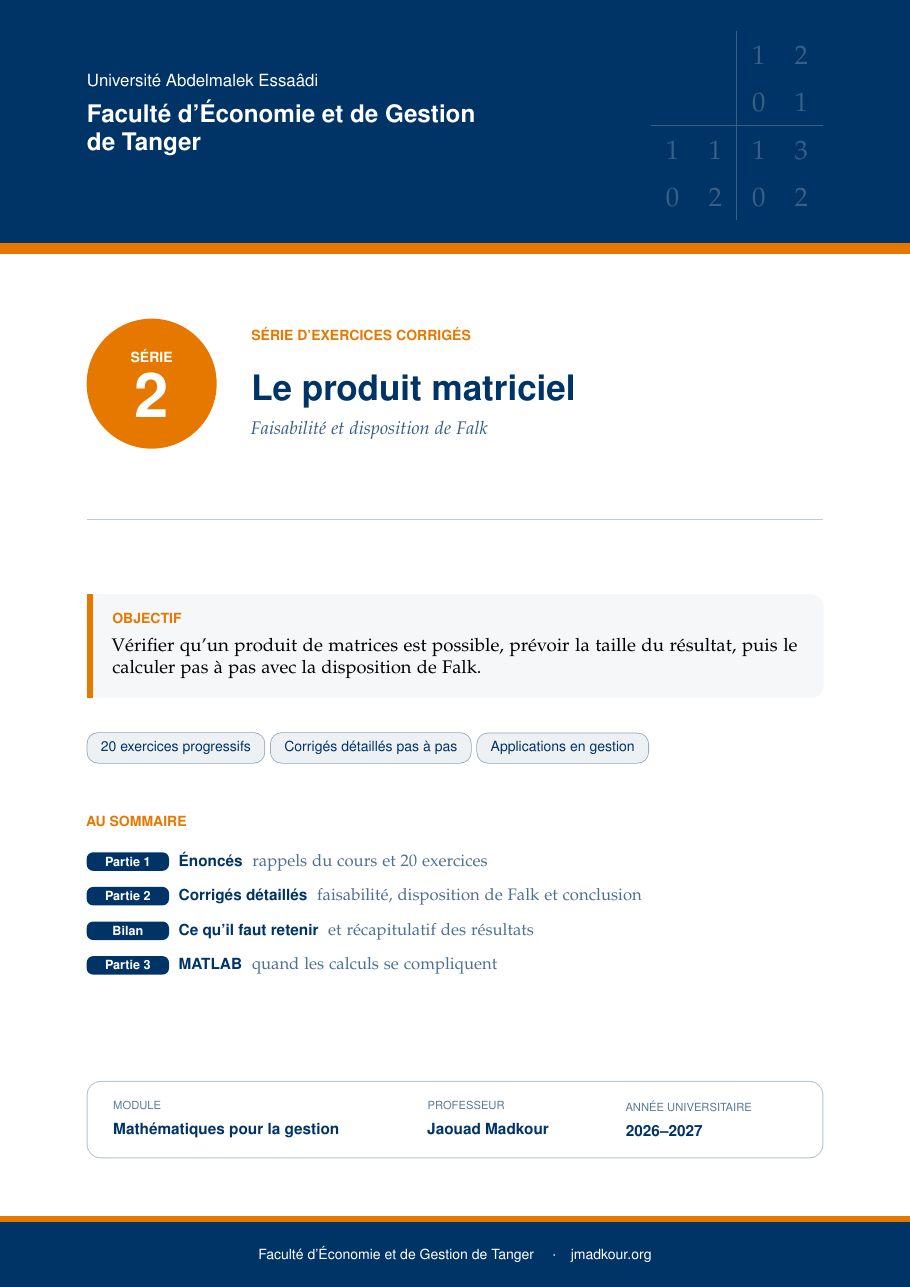 Université Abdelmalek Essaâdi
Faculté d'Économie et de Gestion
de Tanger
1 2
0 1
1 1 1 3
0 2 0 2
SÉRIE
2
SÉRIE D'EXERCICES CORRIGÉS
Le produit matriciel
Faisabilité et disposition de Falk
OBJECTIF
Vérifier qu'un produit de matrices est possible, prévoir la taille du résultat, puis le
calculer pas à pas avec la disposition de Falk.
20 exercices progressifs
Corrigés détaillés pas à pas
Applications en gestion
AU SOMMAIRE
Partie 1 Énoncés rappels du cours et 20 exercices
Partie 2 Corrigés détaillés faisabilité, disposition de Falk et conclusion
Bilan Ce qu'il faut retenir et récapitulatif des résultats
Partie 3 MATLAB quand les calculs se compliquent
MODULE
Mathématiques pour la gestion
PROFESSEUR
Jaouad Madkour
ANNÉE UNIVERSITAIRE
2026–2027
Faculté d'Économie et de Gestion de Tanger · jmadkour.org